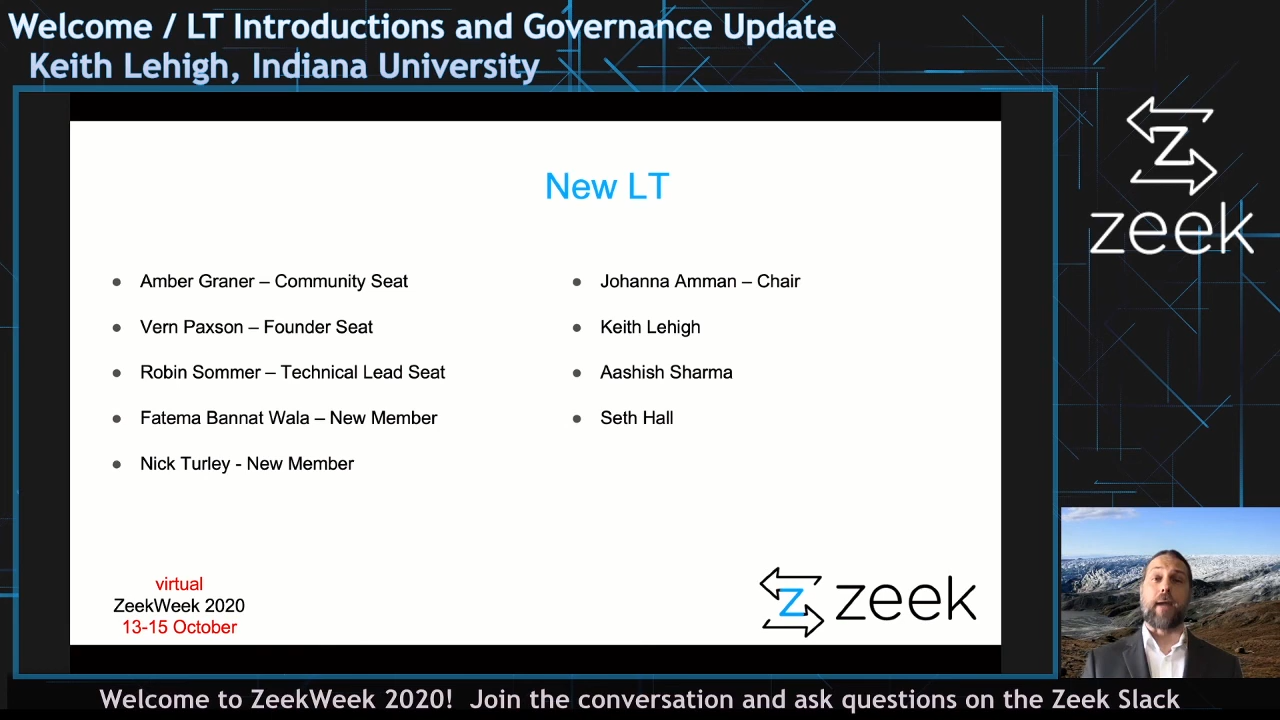 Welcome / LT Introductions and Governance Update
Keith Lehigh, Indiana University
zeek
New LT
Amber Graner – Community Seat
Vern Paxson – Founder Seat
Robin Sommer – Technical Lead Seat
Fatema Bannat Wala – New Member
Nick Turley - New Member
Johanna Amman – Chair
Keith Lehigh
Aashish Sharma
Seth Hall
virtual
ZeekWeek 2020
13-15 October
zeek
Welcome to ZeekWeek 2020! Join the conversation and ask questions on the Zeek Slack